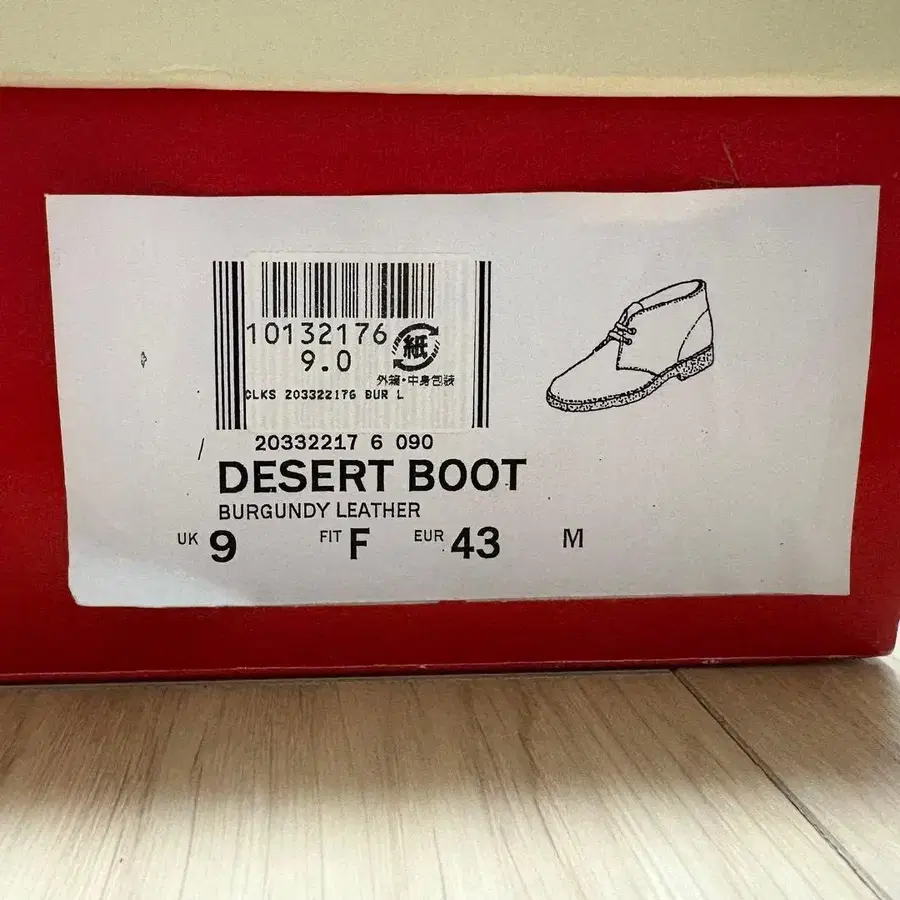 10132176
9.0
紙
外箱・中身包装
CLKS 203322176 BUR L
20332217 6 090
DESERT BOOT
BURGUNDY LEATHER
UK 9 FIT F EUR 43 M